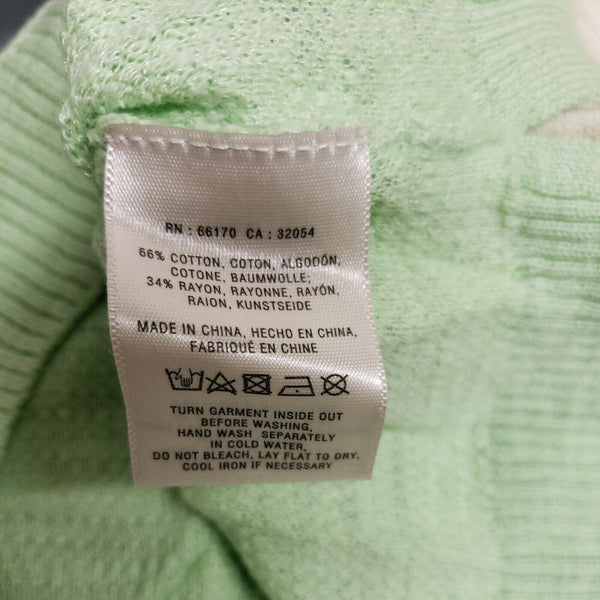 RN : 66170 CA : 32054
66% COTTON, COTON, ALGODÓN,
COTONE, BAUMWOLLE;
34% RAYON, RAYONNE, RAYÓN,
RAION, KUNSTSEIDE
MADE IN CHINA, HECHO EN CHINA,
FABRIQUÉ EN CHINE
TURN GARMENT INSIDE OUT
BEFORE WASHING,
HAND WASH SEPARATELY
IN COLD WATER,
DO NOT BLEACH, LAY FLAT TO DRY.
COOL IRON IF NECESSARY